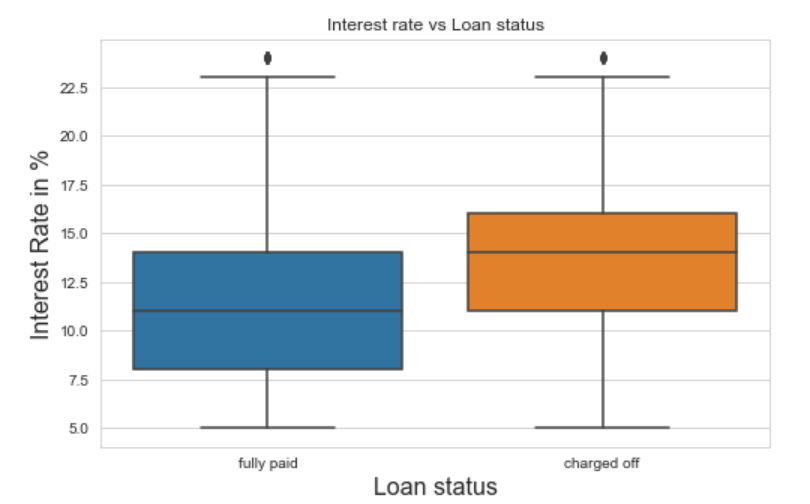 Interest rate vs Loan status
Interest Rate in %
22.5
20.0
17.5
15.0
12.5
10.0
7.5
5.0
fully paid
charged off
Loan status